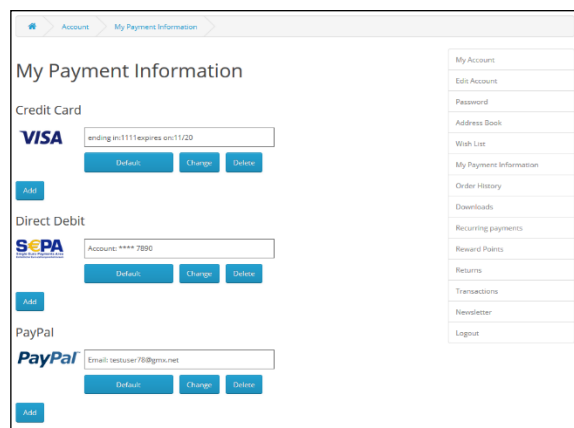 Account
My Payment Information
My Payment Information
Credit Card
VISA
ending in:1111expires on:11/20
Default
Change
Delete
Add
Direct Debit
S€PA
Account: **** 7890
Default
Change
Delete
Add
PayPal
PayPal
Email: testuser78@gmx.net
Default
Change
Delete
Add
My Account
Edit Account
Password
Address Book
Wish List
My Payment Information
Order History
Downloads
Recurring payments
Reward Points
Returns
Transactions
Newsletter
Logout